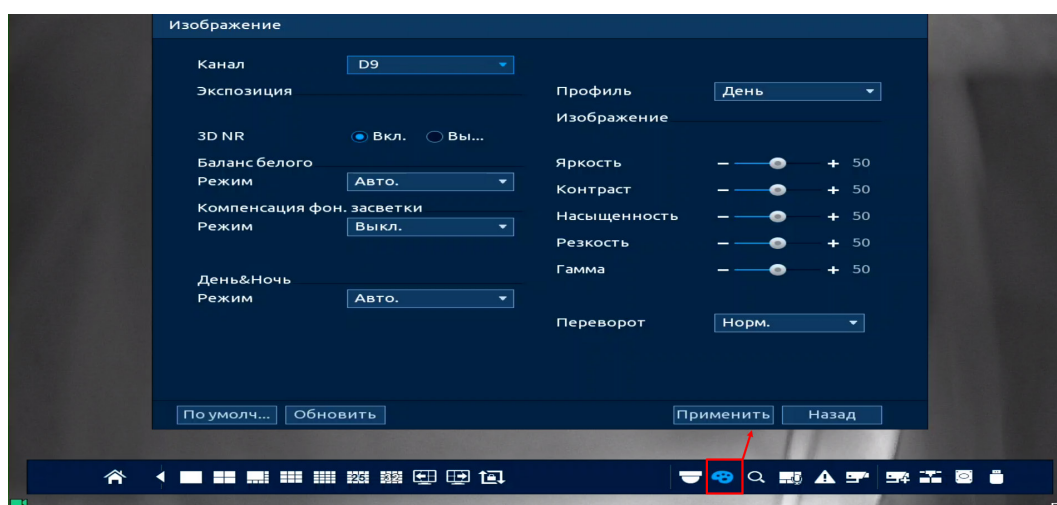 Изображение
Канал D9
Экспозиция
3D NR Вкл. Вы...
Баланс белого
Режим Авто.
Компенсация фон. засветки
Режим Выкл.
День&Ночь
Режим Авто.
Профиль День
Изображение
Яркость − + 50
Контраст − + 50
Насыщенность − + 50
Резкость − + 50
Гамма − + 50
Переворот Норм.
По умолч... Обновить Применить Назад
25 32